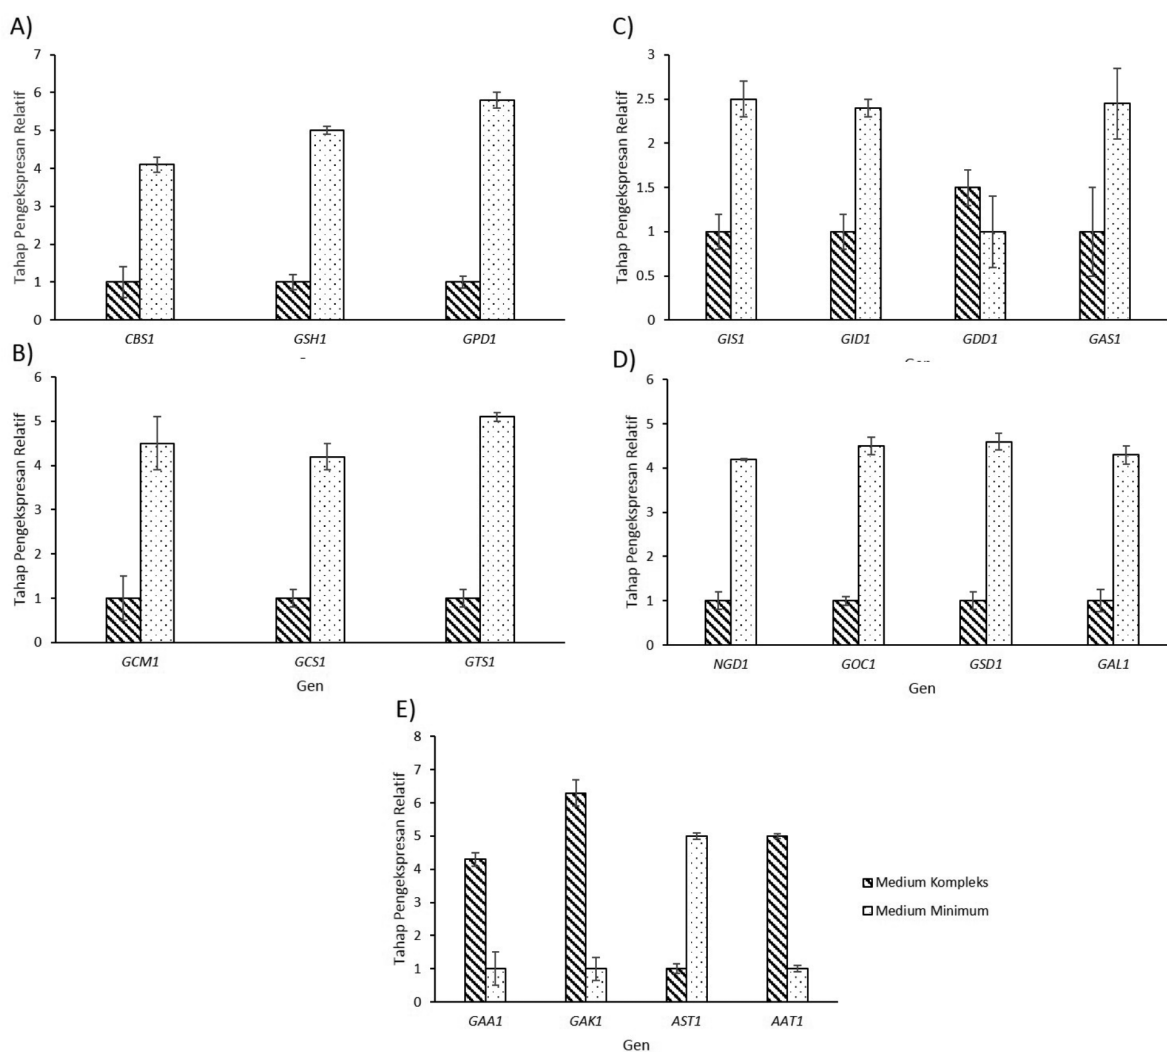 A)
Tahap Pengekspresan Relatif
7
6
5
4
3
2
1
0
CBS1 GSH1 GPD1
B)
Tahap Pengekspresan Relatif
6
5
4
3
2
1
0
GCM1 GCS1 GTS1
Gen
C)
Tahap Pengekspresan Relatif
3
2.5
2
1.5
1
0.5
0
GIS1 GID1 GDD1 GAS1
D)
Tahap Pengekspresan Relatif
6
5
4
3
2
1
0
NGD1 GOC1 GSD1 GAL1
Gen
E)
Tahap Pengekspresan Relatif
8
7
6
5
4
3
2
1
0
GAA1 GAK1 AST1 AAT1
Gen
Medium Kompleks
Medium Minimum